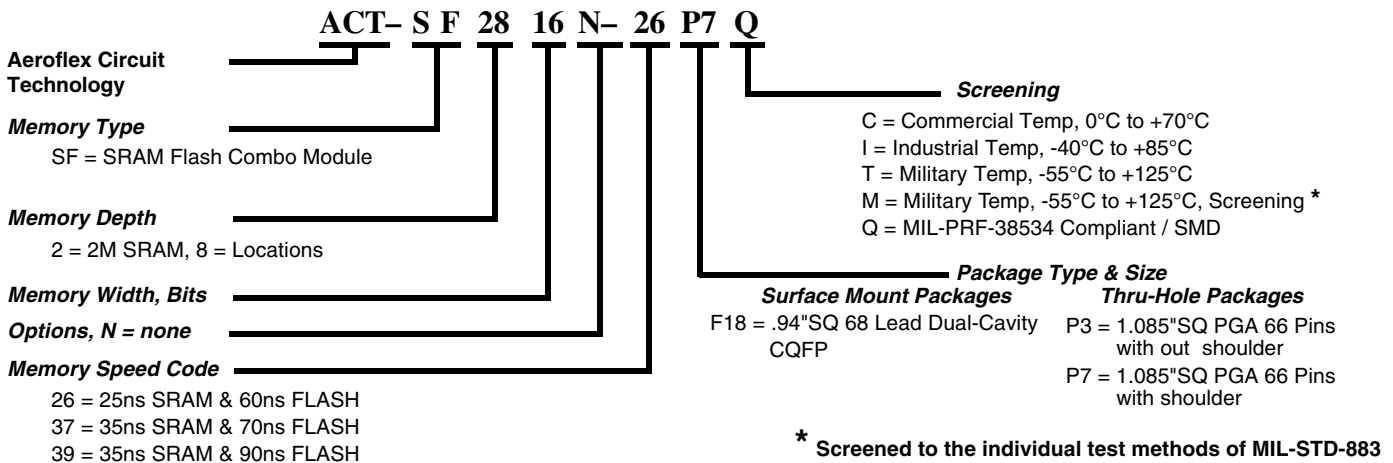 ACT– S F 28 16 N– 26 P7 Q
Aeroflex Circuit
Technology
Memory Type
SF = SRAM Flash Combo Module
Memory Depth
2 = 2M SRAM, 8 = Locations
Memory Width, Bits
Options, N = none
Memory Speed Code
26 = 25ns SRAM & 60ns FLASH
37 = 35ns SRAM & 70ns FLASH
39 = 35ns SRAM & 90ns FLASH
Screening
C = Commercial Temp, 0°C to +70°C
I = Industrial Temp, -40°C to +85°C
T = Military Temp, -55°C to +125°C
M = Military Temp, -55°C to +125°C, Screening *
Q = MIL-PRF-38534 Compliant / SMD
Package Type & Size
Surface Mount Packages
F18 = .94"SQ 68 Lead Dual-Cavity
CQFP
Thru-Hole Packages
P3 = 1.085"SQ PGA 66 Pins
with out shoulder
P7 = 1.085"SQ PGA 66 Pins
with shoulder
* Screened to the individual test methods of MIL-STD-883